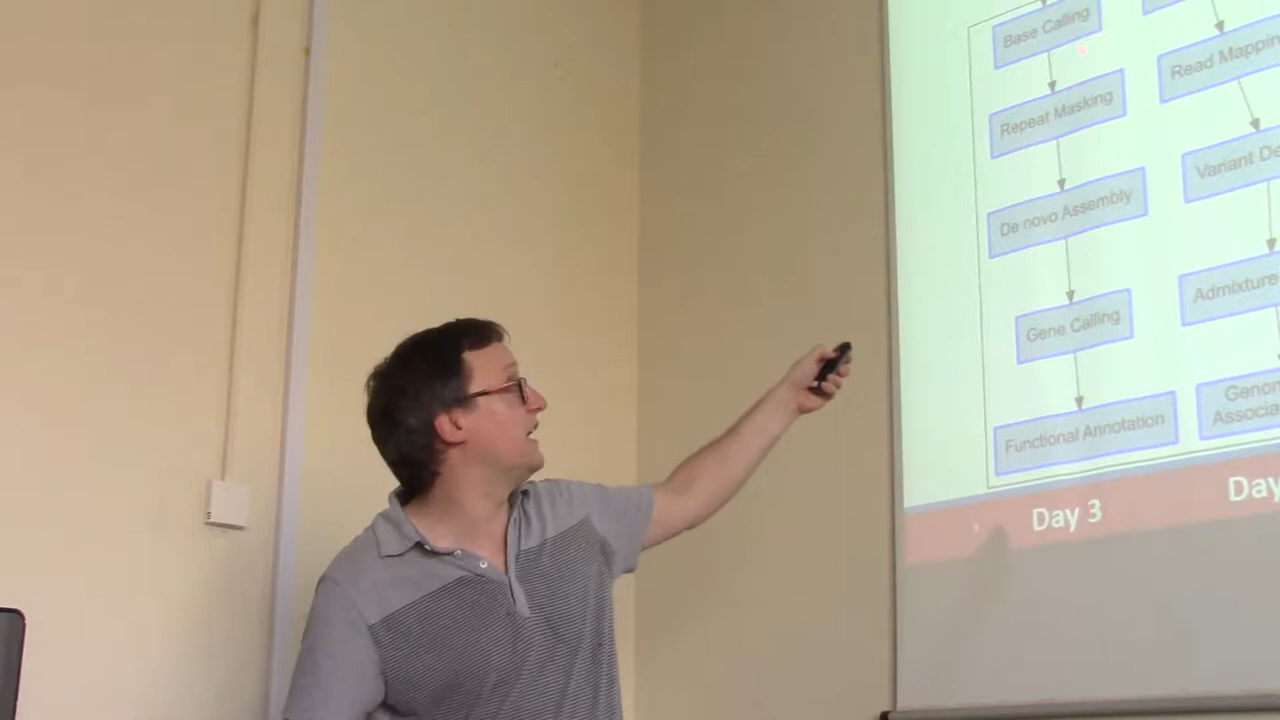 Base Calling
Repeat Masking
De novo Assembly
Gene Calling
Functional Annotation
Day 3
Read Mappin
Variant De
Admixture
Genom
Associa
Day